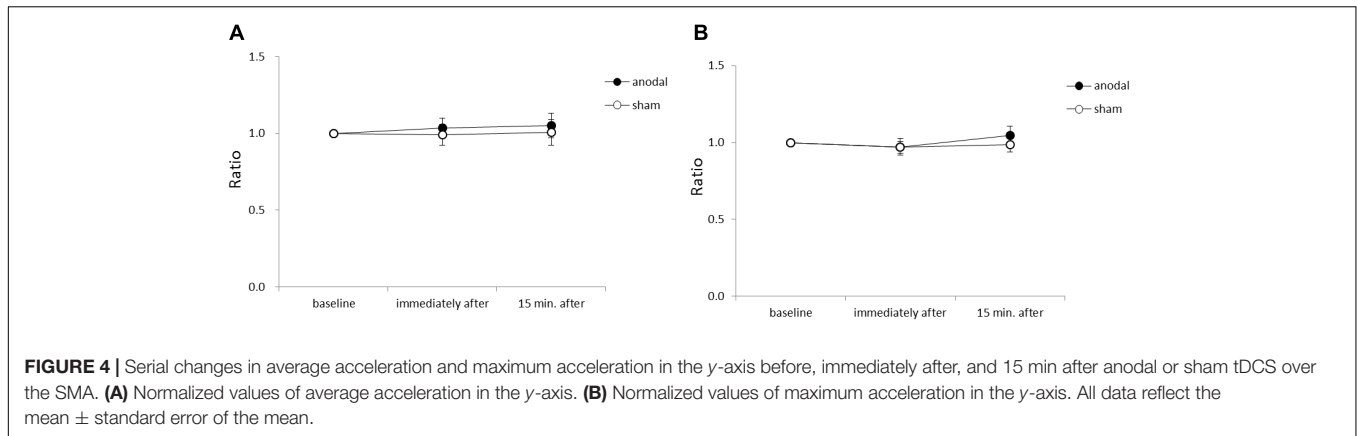 A
1.5
1.0
0.5
0.0
Ratio
baseline
immediately after
15 min. after
anodal
sham
B
1.5
1.0
0.5
0.0
Ratio
baseline
immediately after
15 min. after
anodal
sham
FIGURE 4 | Serial changes in average acceleration and maximum acceleration in the y-axis before, immediately after, and 15 min after anodal or sham tDCS over
the SMA. (A) Normalized values of average acceleration in the y-axis. (B) Normalized values of maximum acceleration in the y-axis. All data reflect the
mean ± standard error of the mean.